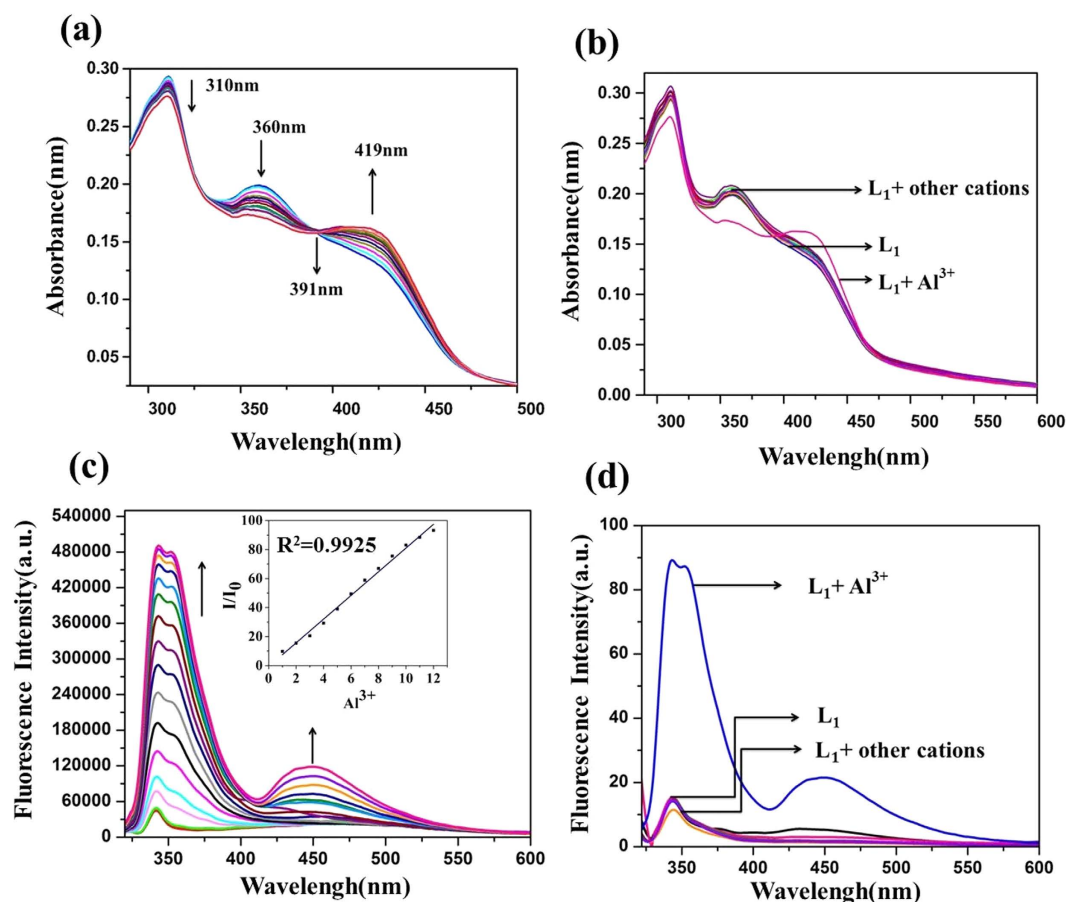 (a)
0.30
0.25
0.20
0.15
0.10
0.05
Absorbance(nm)
310nm
360nm
419nm
391nm
300 350 400 450 500
Wavelengh(nm)
(b)
0.30
0.25
0.20
0.15
0.10
0.05
0.00
Absorbance(nm)
L₁+ other cations
L₁
L₁+ Al³⁺
300 350 400 450 500 550 600
Wavelengh(nm)
(c)
540000
480000
420000
360000
300000
240000
180000
120000
60000
0
Fluorescence Intensity(a.u.)
100
80
60
40
20
0
I/I₀
R²=0.9925
0 2 4 6 8 10 12
Al³⁺
350 400 450 500 550 600
Wavelengh(nm)
(d)
100
80
60
40
20
0
Fluorescence Intensity(a.u.)
L₁+ Al³⁺
L₁
L₁+ other cations
350 400 450 500 550 600
Wavelengh(nm)